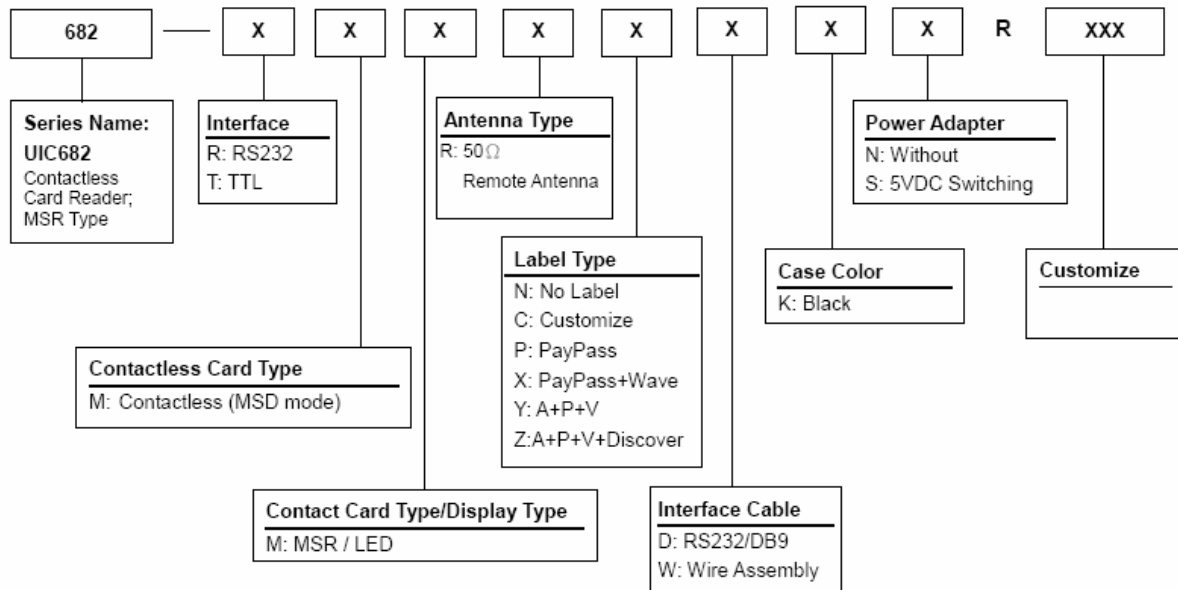 682 — X X X X X X X X R XXX
Series Name:
UIC682
Contactless
Card Reader;
MSR Type
Interface
R: RS232
T: TTL
Antenna Type
R: 50Ω
Remote Antenna
Power Adapter
N: Without
S: 5VDC Switching
Label Type
N: No Label
C: Customize
P: PayPass
X: PayPass+Wave
Y: A+P+V
Z:A+P+V+Discover
Case Color
K: Black
Customize
Contactless Card Type
M: Contactless (MSD mode)
Contact Card Type/Display Type
M: MSR / LED
Interface Cable
D: RS232/DB9
W: Wire Assembly